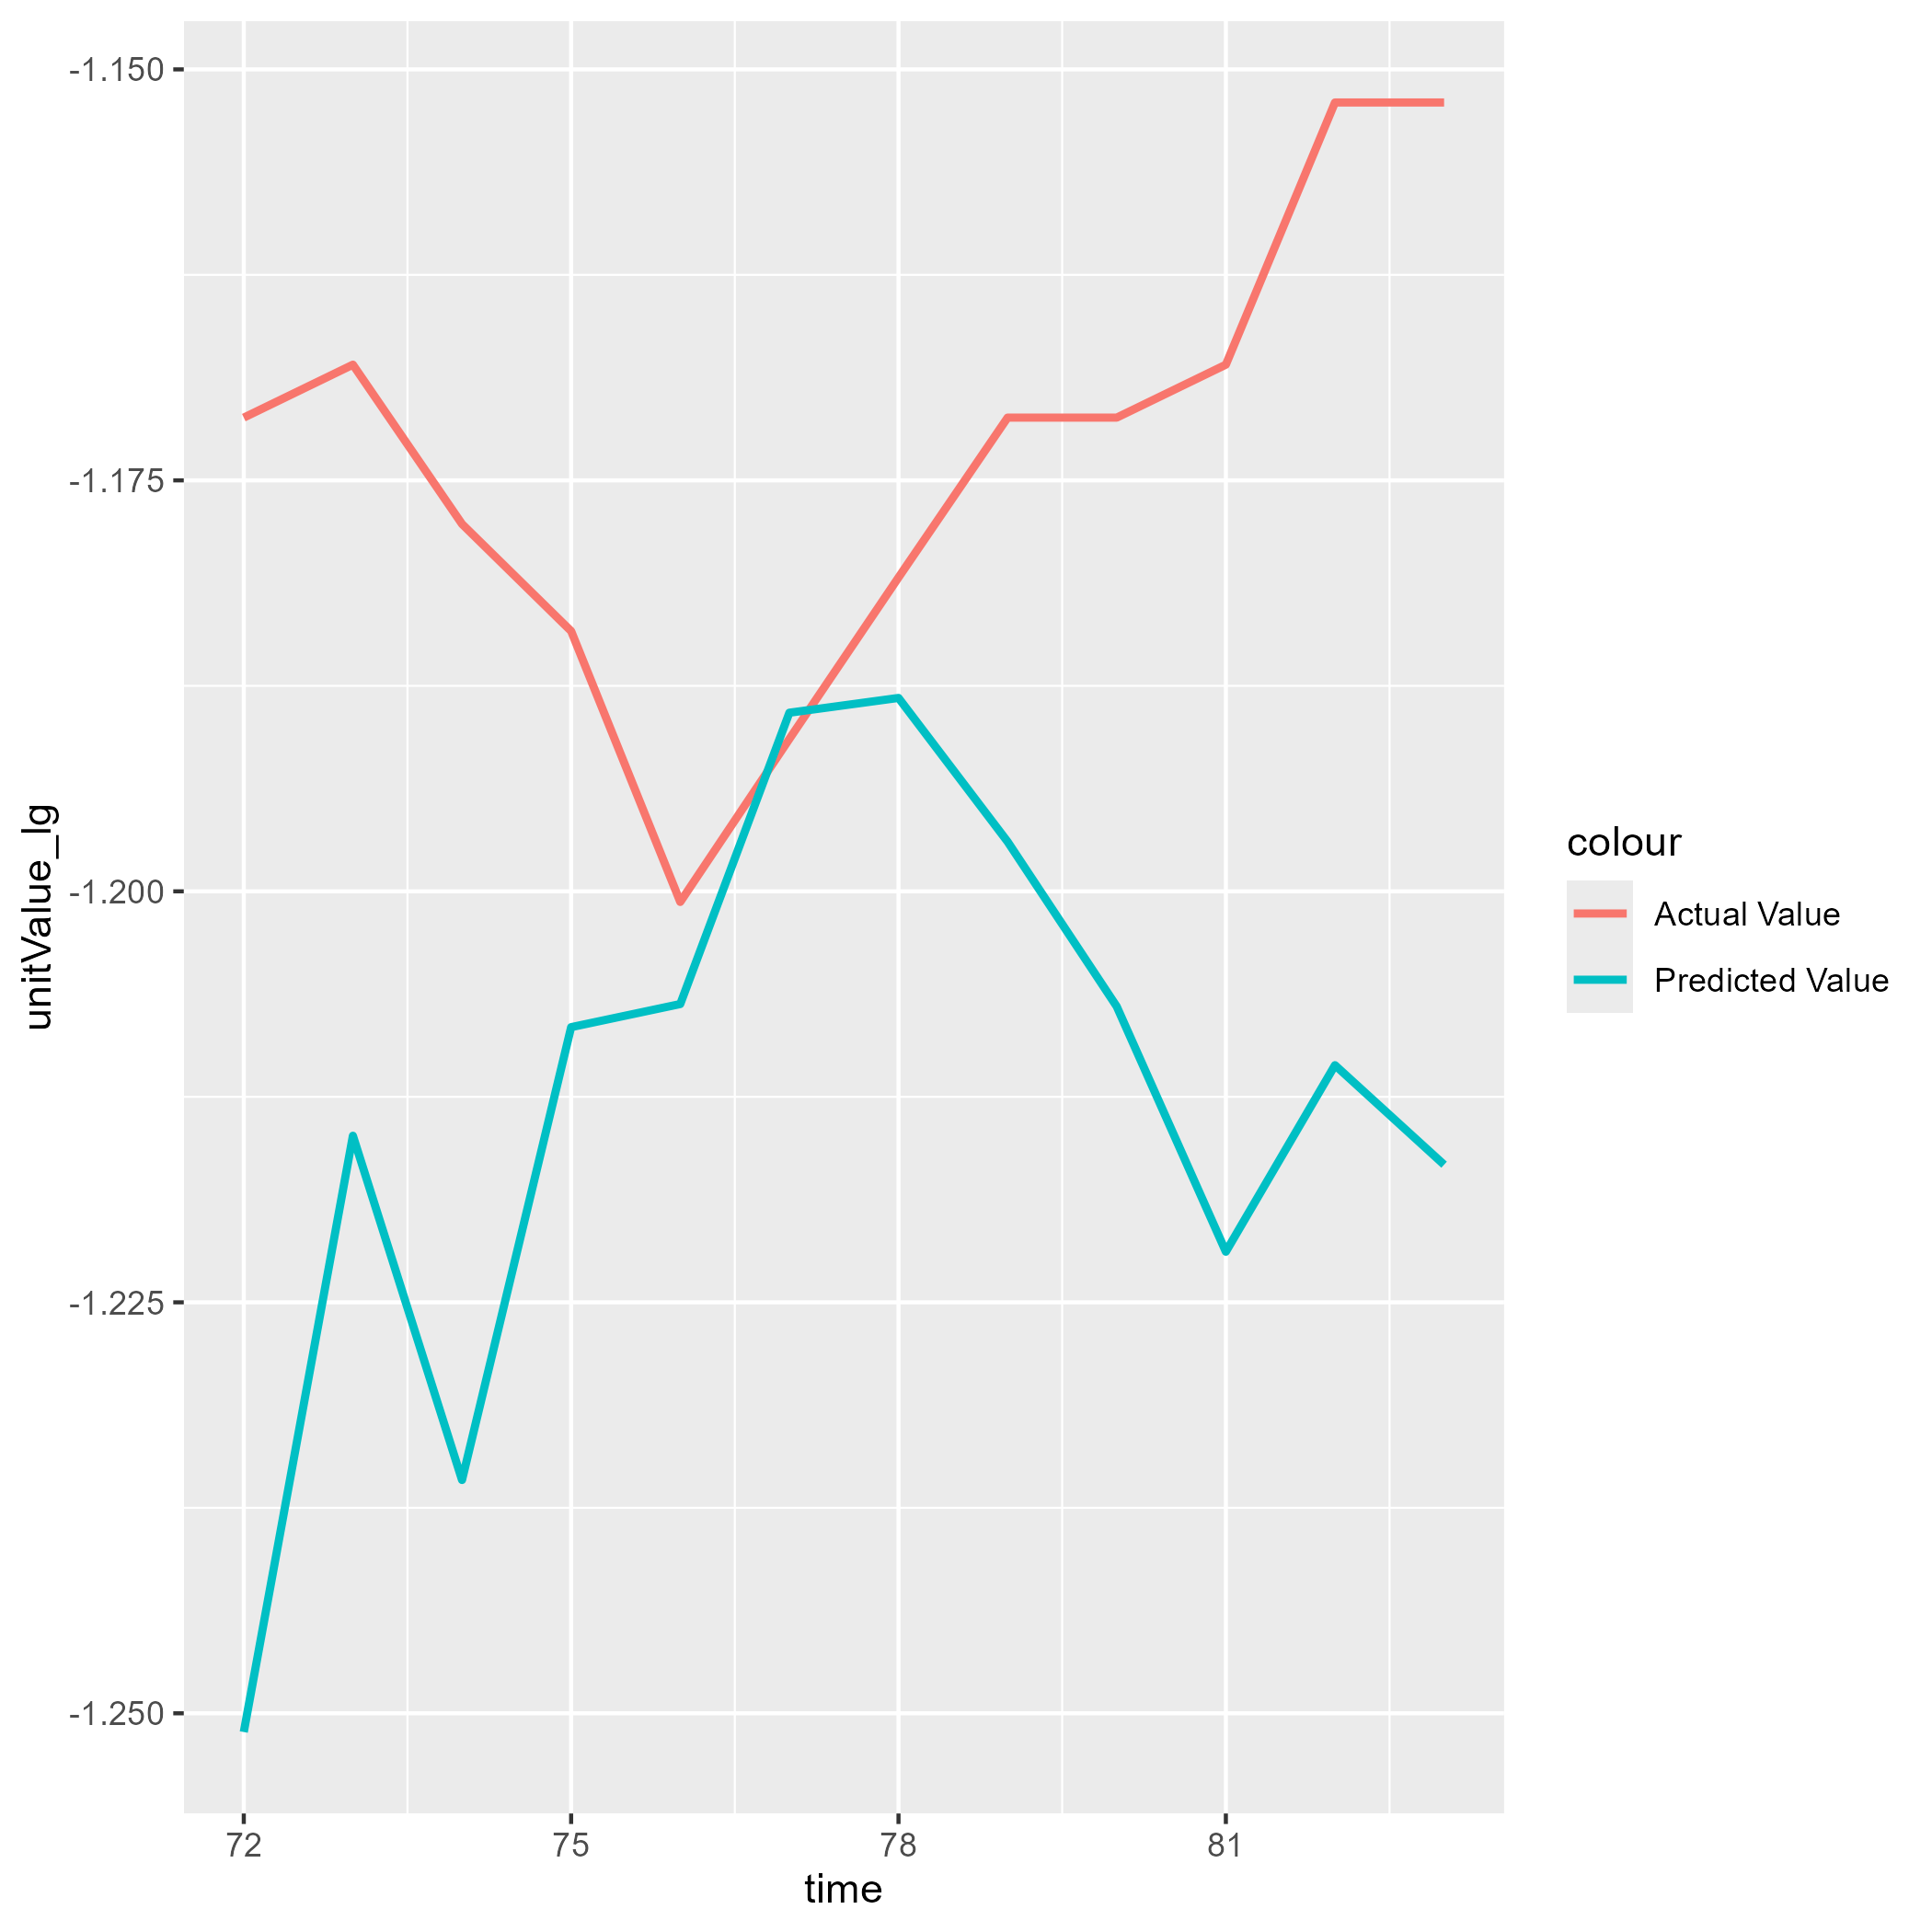 -1.150
-1.175
-1.200
-1.225
-1.250
unitValue_lg
72 75 78 81
time
colour
Actual Value
Predicted Value